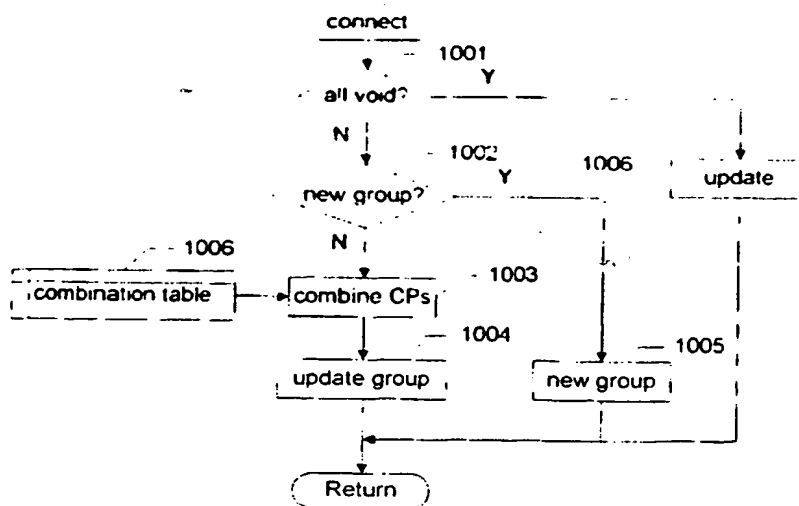 connect
1001
Y
all void?
N
1002
1006
update
Y
new group?
N
1006
1003
combination table
combine CPs
1004
1005
update group
new group
Return